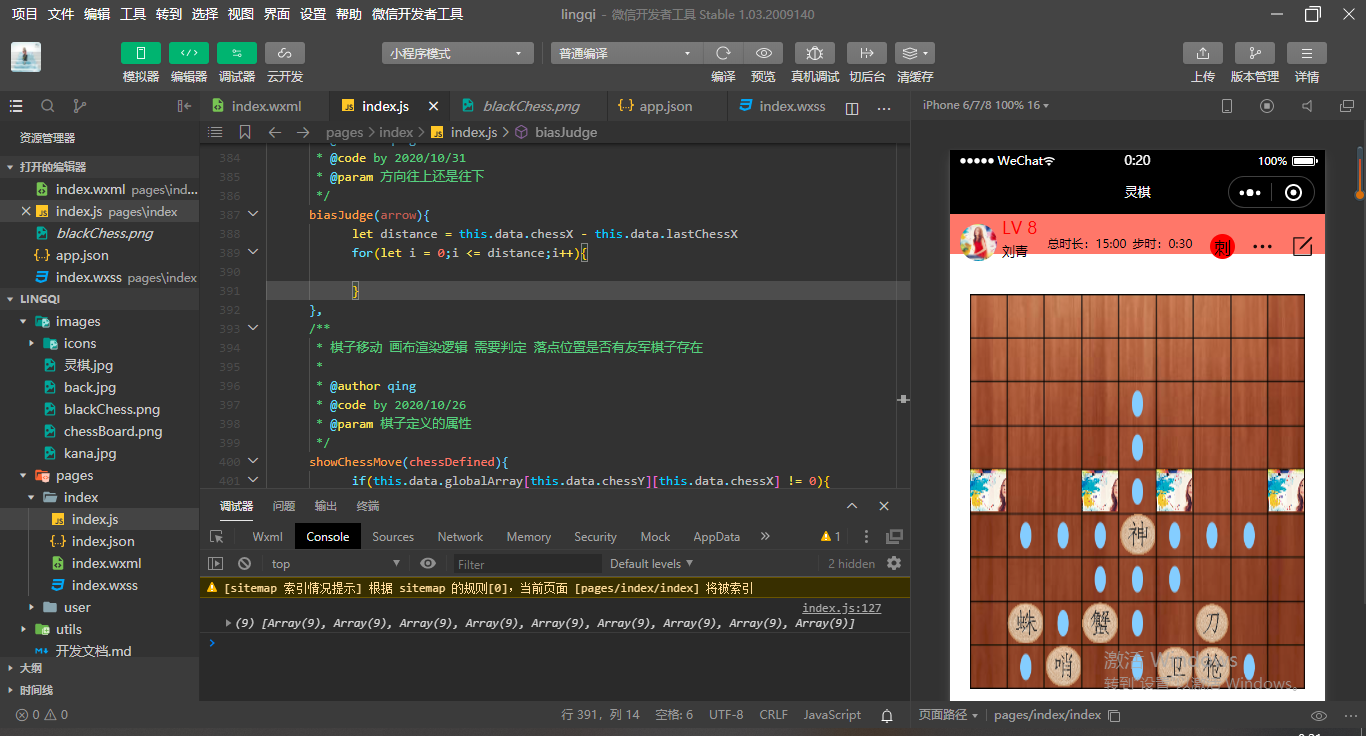 项目 文件 编辑 工具 转到 选择 视图 界面 设置 帮助 微信开发者工具
lingqi - 微信开发者工具 Stable 1.03.2009140
模拟器 编辑器 调试器 云开发
小程序模式
普通编译
编译 预览 真机调试 切后台 清缓存
上传 版本管理 详情
index.wxml
index.js
blackChess.png
app.json
index.wxss
iPhone 6/7/8 100% 16
资源管理器
pages > index > index.js > biasJudge
打开的编辑器
index.wxml pages\ind...
index.js pages\index
blackChess.png
app.json
index.wxss pages\index
LINGQI
images
icons
灵棋.jpg
back.jpg
blackChess.png
chessBoard.png
kana.jpg
pages
index
index.js
index.json
index.wxml
index.wxss
user
utils
开发文档.md
大纲
时间线
384 * @code by 2020/10/31
385 * @param 方向往上还是往下
386 */
387 biasJudge(arrow){
388 let distance = this.data.chessX - this.data.lastChessX
389 for(let i = 0;i <= distance;i++){
390
391 }
392 },
393 /**
394 * 棋子移动 画布渲染逻辑 需要判定 落点位置是否有友军棋子存在
395 *
396 * @author qing
397 * @code by 2020/10/26
398 * @param 棋子定义的属性
399 */
400 showChessMove(chessDefined){
401 if(this.data.globalArray[this.data.chessY][this.data.chessX] != 0){
调试器 问题 输出 终端
Wxml Console Sources Network Memory Security Mock AppData » 1
top Filter Default levels 2 hidden
[sitemap 索引情况提示] 根据 sitemap 的规则[0]，当前页面 [pages/index/index] 将被索引
index.js:127
(9) [Array(9), Array(9), Array(9), Array(9), Array(9), Array(9), Array(9), Array(9), Array(9)]
0 0
行 391，列 14 空格: 6 UTF-8 CRLF JavaScript
WeChat 0:20 100%
灵棋
LV 8
刘青
总时长：15:00 步时：0:30
刺
神
蛛 蟹 刀
哨 卫 枪
激活 Windows
转到"设置"以激活 Windows。
页面路径 pages/index/index